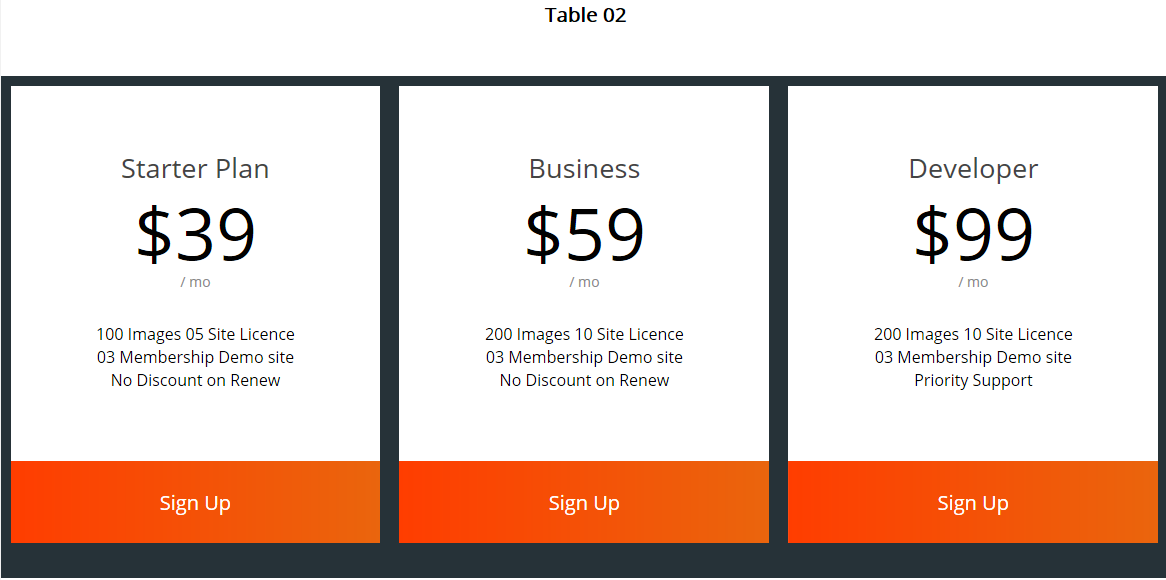 Table 02
Starter Plan
$39
/ mo
100 Images 05 Site Licence
03 Membership Demo site
No Discount on Renew
Sign Up
Business
$59
/ mo
200 Images 10 Site Licence
03 Membership Demo site
No Discount on Renew
Sign Up
Developer
$99
/ mo
200 Images 10 Site Licence
03 Membership Demo site
Priority Support
Sign Up